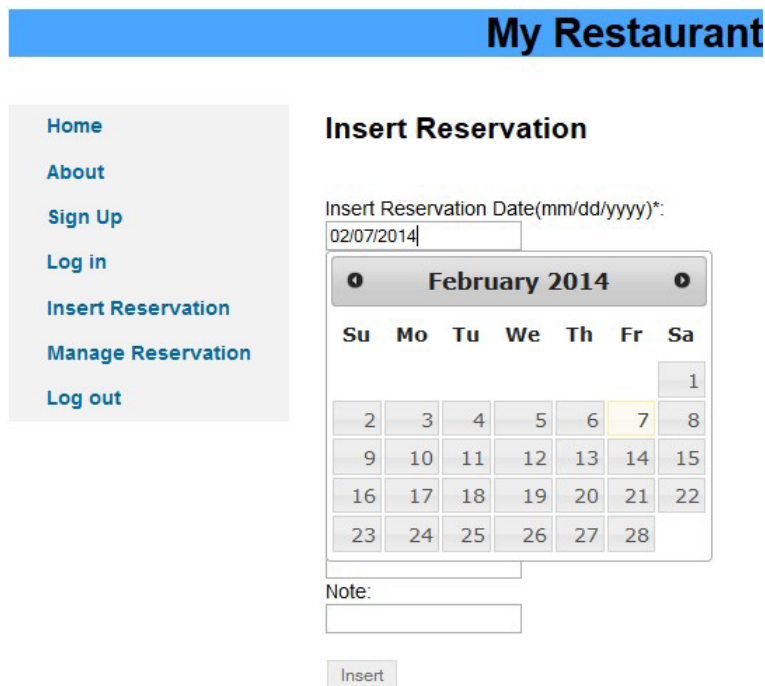 My Restaurant
Home
About
Sign Up
Log in
Insert Reservation
Manage Reservation
Log out
Insert Reservation
Insert Reservation Date(mm/dd/yyyy)*:
02/07/2014
February 2014
Su Mo Tu We Th Fr Sa
1
2 3 4 5 6 7 8
9 10 11 12 13 14 15
16 17 18 19 20 21 22
23 24 25 26 27 28
Note:
Insert